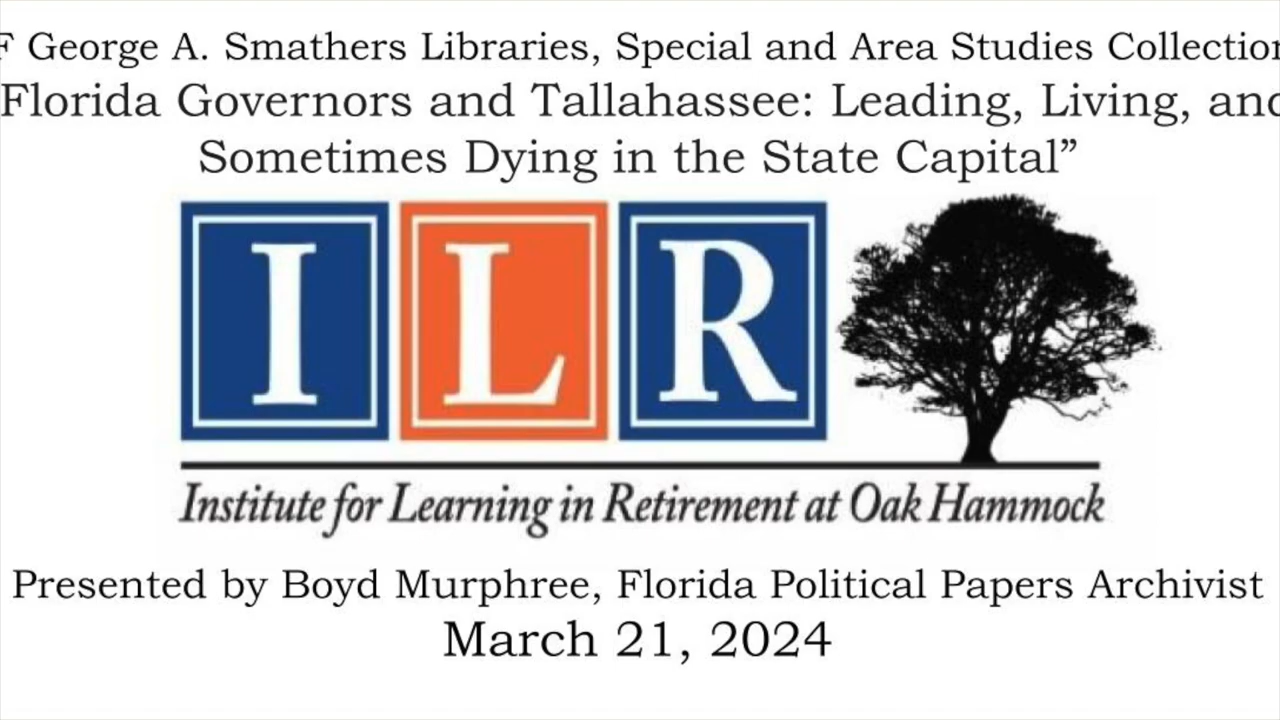 F George A. Smathers Libraries, Special and Area Studies Collection
Florida Governors and Tallahassee: Leading, Living, and
Sometimes Dying in the State Capital”
I L R
Institute for Learning in Retirement at Oak Hammock
Presented by Boyd Murphree, Florida Political Papers Archivist
March 21, 2024